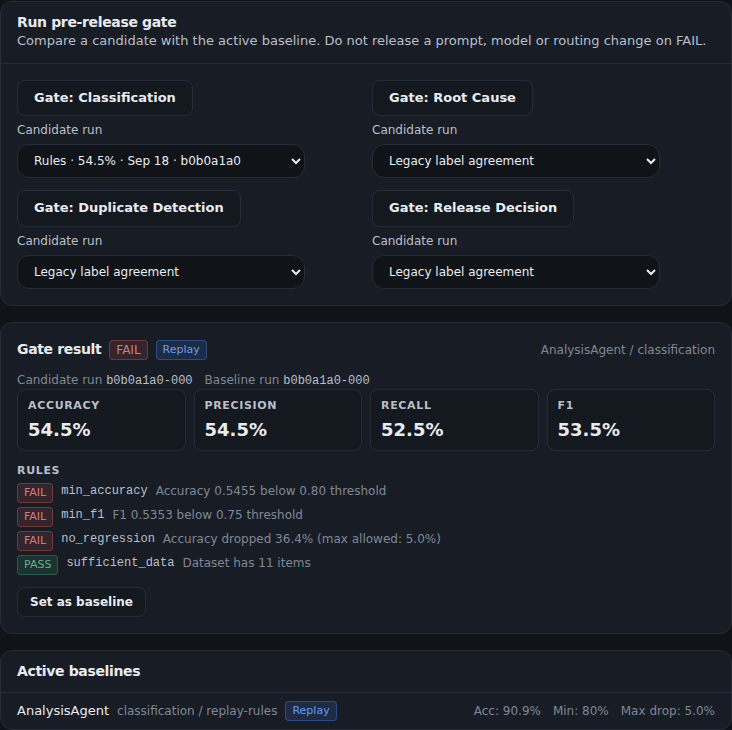 Run pre-release gate
Compare a candidate with the active baseline. Do not release a prompt, model or routing change on FAIL.
Gate: Classification
Candidate run
Rules · 54.5% · Sep 18 · b0b0a1a0
Gate: Root Cause
Candidate run
Legacy label agreement
Gate: Duplicate Detection
Candidate run
Legacy label agreement
Gate: Release Decision
Candidate run
Legacy label agreement
Gate result FAIL Replay AnalysisAgent / classification
Candidate run b0b0a1a0-000 Baseline run b0b0a1a0-000
ACCURACY
54.5%
PRECISION
54.5%
RECALL
52.5%
F1
53.5%
RULES
FAIL min_accuracy Accuracy 0.5455 below 0.80 threshold
FAIL min_f1 F1 0.5353 below 0.75 threshold
FAIL no_regression Accuracy dropped 36.4% (max allowed: 5.0%)
PASS sufficient_data Dataset has 11 items
Set as baseline
Active baselines
AnalysisAgent classification / replay-rules Replay Acc: 90.9% Min: 80% Max drop: 5.0%